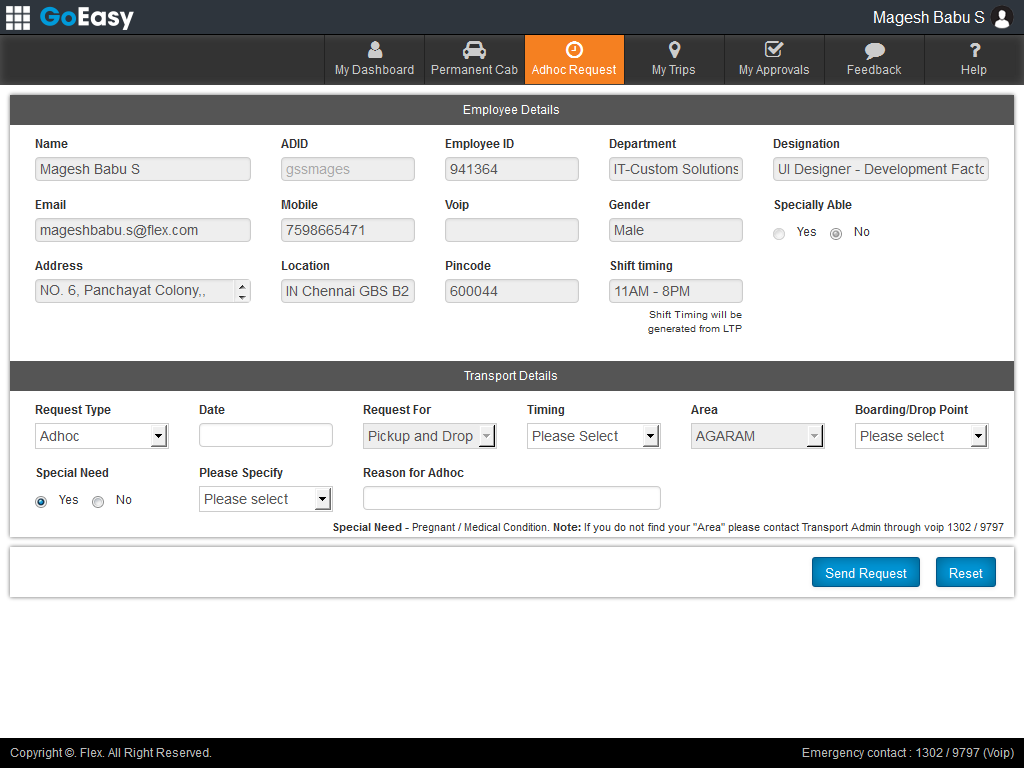 GoEasy
Magesh Babu S
My Dashboard Permanent Cab Adhoc Request My Trips My Approvals Feedback ? Help
Employee Details
Name ADID Employee ID Department Designation
Magesh Babu S gssmages 941364 IT-Custom Solutions UI Designer - Development Facto
Email Mobile Voip Gender Specially Able
mageshbabu.s@flex.com 7598665471 Male Yes No
Address Location Pincode Shift timing
NO. 6, Panchayat Colony,, IN Chennai GBS B2 600044 11AM - 8PM
Shift Timing will be
generated from LTP
Transport Details
Request Type Date Request For Timing Area Boarding/Drop Point
Adhoc Pickup and Drop Please Select AGARAM Please select
Special Need Please Specify Reason for Adhoc
Yes No Please select
Special Need - Pregnant / Medical Condition. Note: If you do not find your "Area" please contact Transport Admin through voip 1302 / 9797
Send Request Reset
Copyright ©. Flex. All Right Reserved. Emergency contact : 1302 / 9797 (Voip)